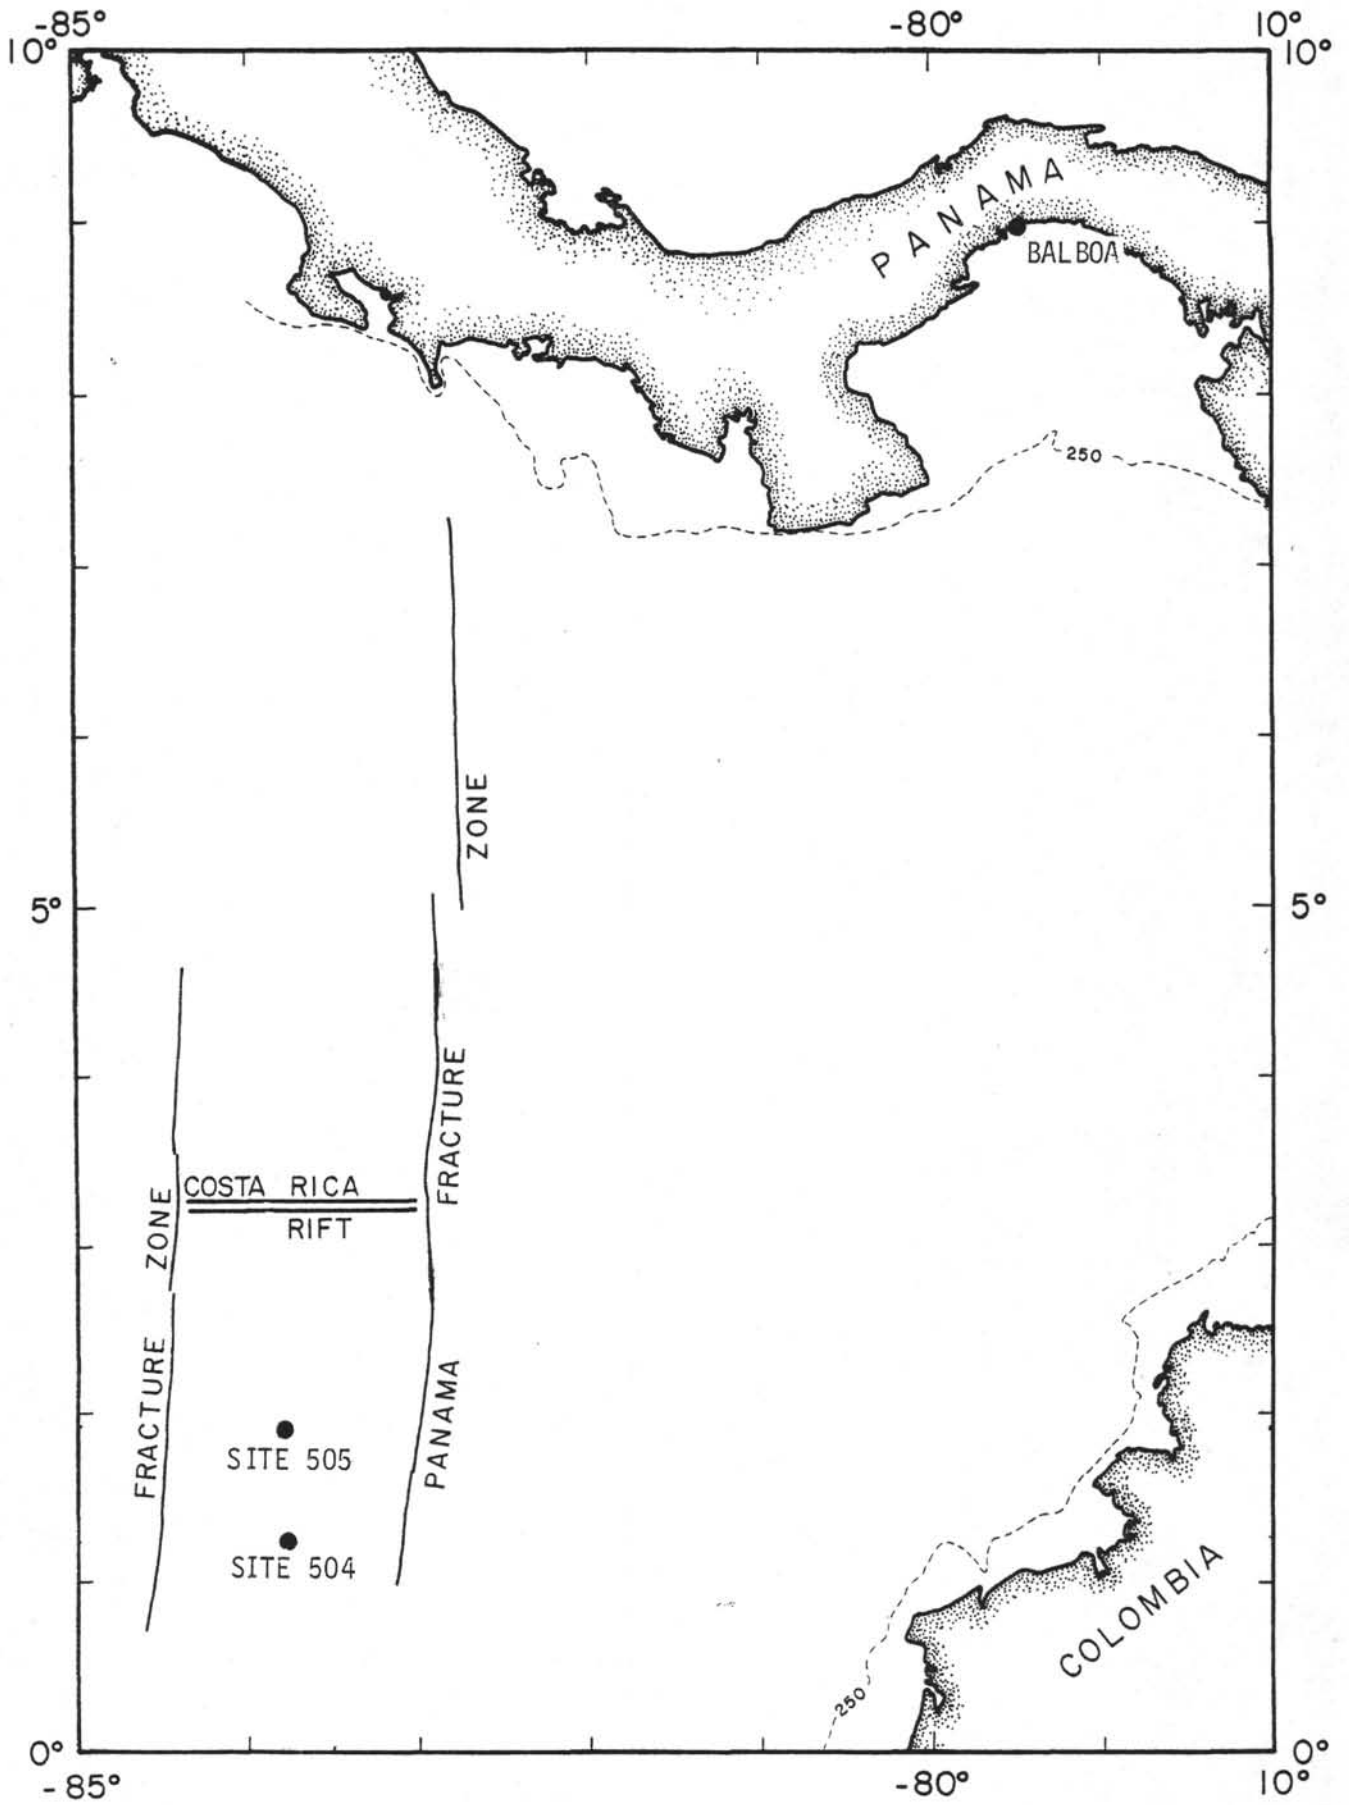 -85°
-80°
10°
10°
10°
PANAMA
BALBOA
250
ZONE
5°
5°
FRACTURE
COSTA RICA
RIFT
ZONE
FRACTURE
PANAMA
SITE 505
SITE 504
COLOMBIA
250
0°
0°
-85°
-80°
10°